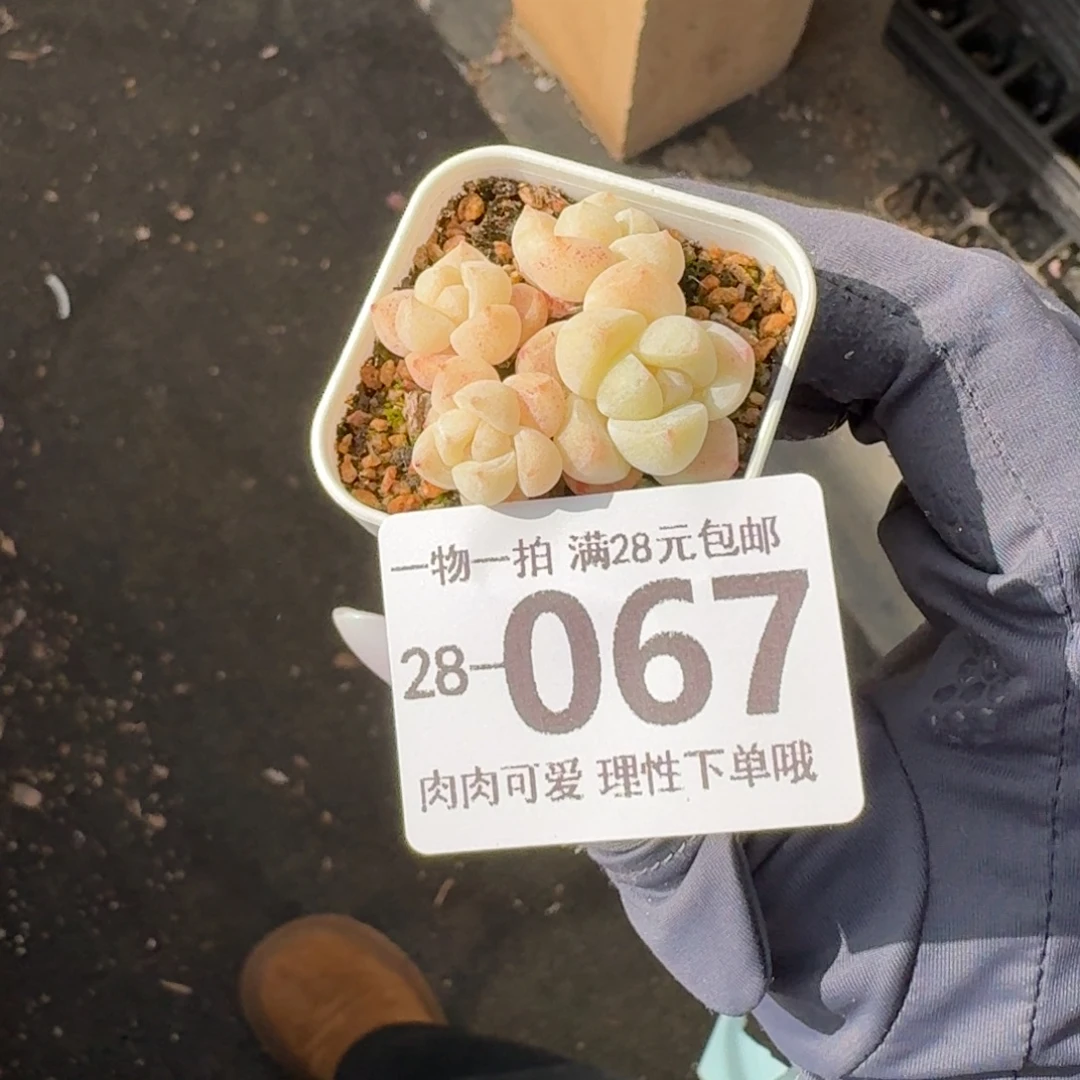 一物一拍 满28元包邮
28-067
肉肉可爱 理性下单哦